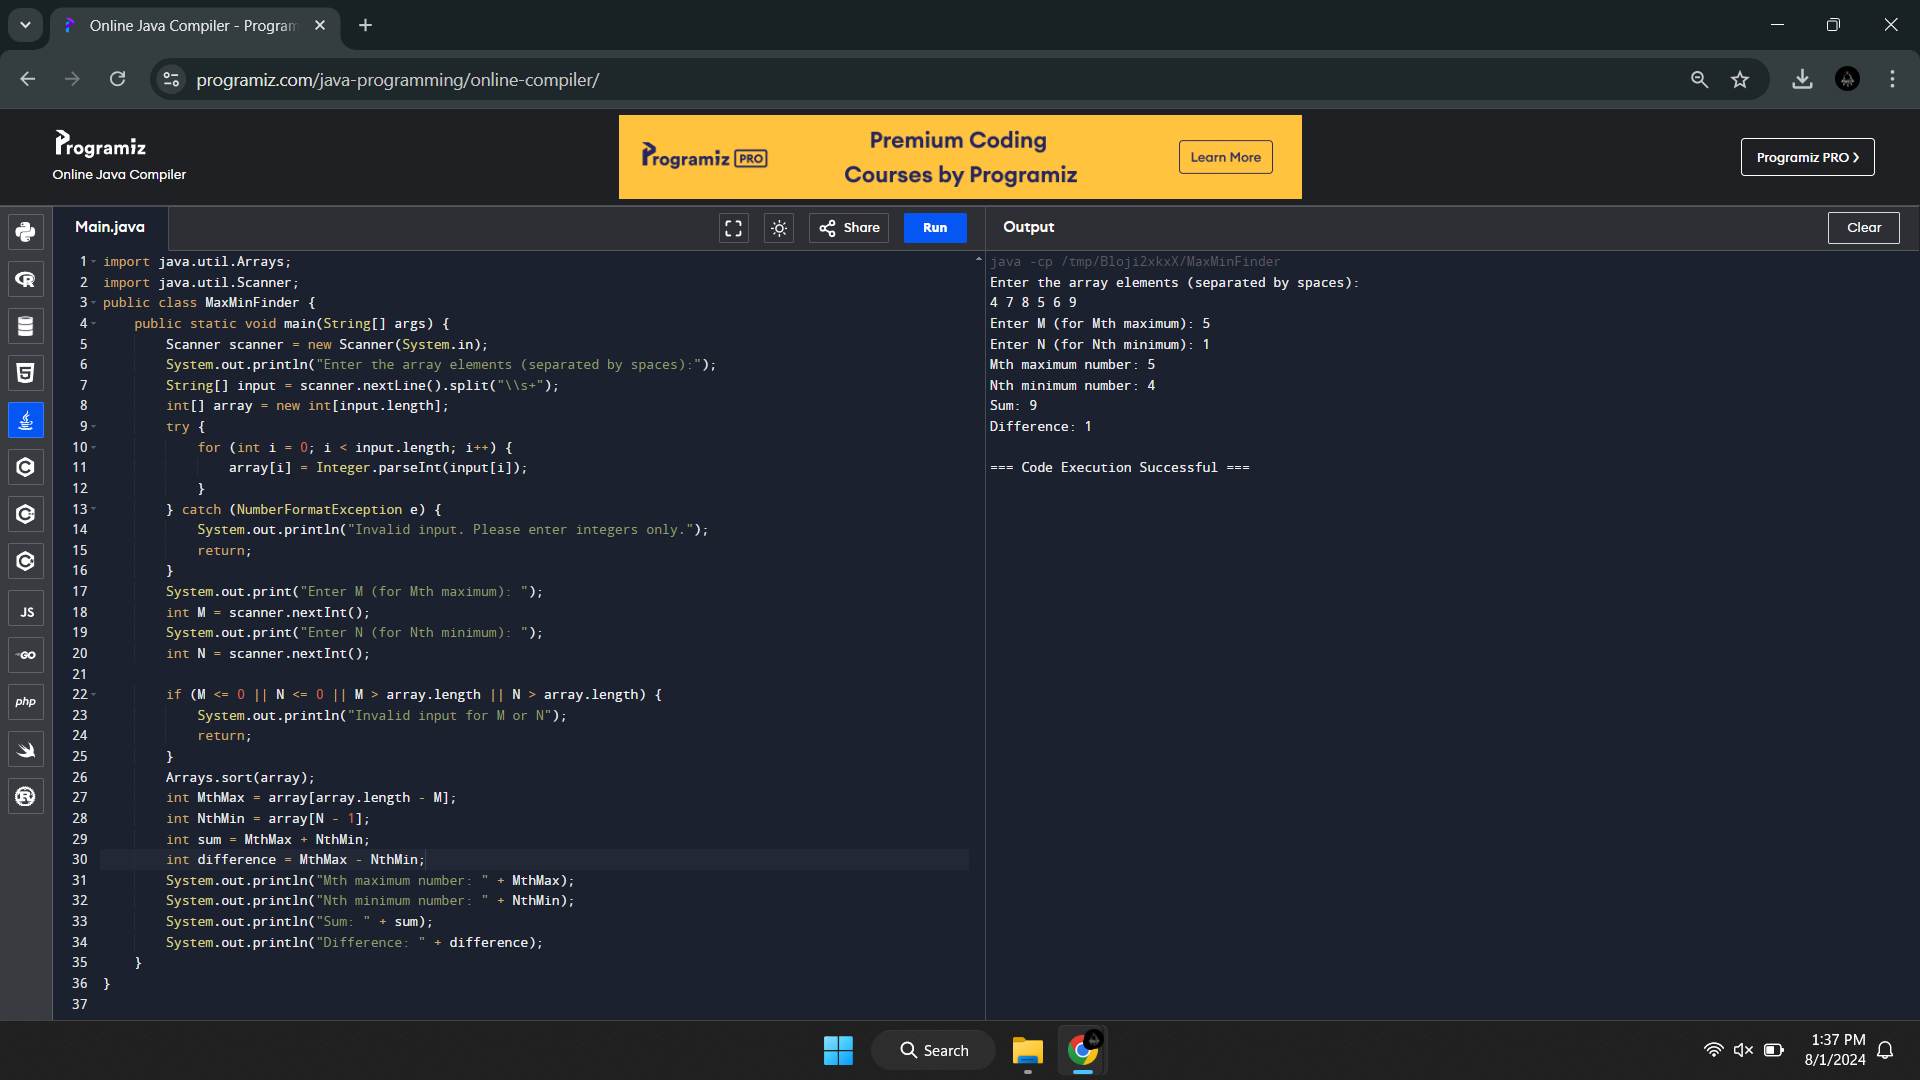 Online Java Compiler - Program
programiz.com/java-programming/online-compiler/
Programiz
Online Java Compiler
Programiz PRO
Premium Coding
Courses by Programiz
Learn More
Programiz PRO ❯
Main.java
Share
Run
Output
Clear
1 import java.util.Arrays;
2 import java.util.Scanner;
3 public class MaxMinFinder {
4     public static void main(String[] args) {
5         Scanner scanner = new Scanner(System.in);
6         System.out.println("Enter the array elements (separated by spaces):");
7         String[] input = scanner.nextLine().split("\\s+");
8         int[] array = new int[input.length];
9         try {
10             for (int i = 0; i < input.length; i++) {
11                 array[i] = Integer.parseInt(input[i]);
12             }
13         } catch (NumberFormatException e) {
14             System.out.println("Invalid input. Please enter integers only.");
15             return;
16         }
17         System.out.print("Enter M (for Mth maximum): ");
18         int M = scanner.nextInt();
19         System.out.print("Enter N (for Nth minimum): ");
20         int N = scanner.nextInt();
21
22         if (M <= 0 || N <= 0 || M > array.length || N > array.length) {
23             System.out.println("Invalid input for M or N");
24             return;
25         }
26         Arrays.sort(array);
27         int MthMax = array[array.length - M];
28         int NthMin = array[N - 1];
29         int sum = MthMax + NthMin;
30         int difference = MthMax - NthMin;
31         System.out.println("Mth maximum number: " + MthMax);
32         System.out.println("Nth minimum number: " + NthMin);
33         System.out.println("Sum: " + sum);
34         System.out.println("Difference: " + difference);
35     }
36 }
37
java -cp /tmp/Bloji2xkxX/MaxMinFinder
Enter the array elements (separated by spaces):
4 7 8 5 6 9
Enter M (for Mth maximum): 5
Enter N (for Nth minimum): 1
Mth maximum number: 5
Nth minimum number: 4
Sum: 9
Difference: 1
=== Code Execution Successful ===
JS
GO
php
Search
1:37 PM
8/1/2024